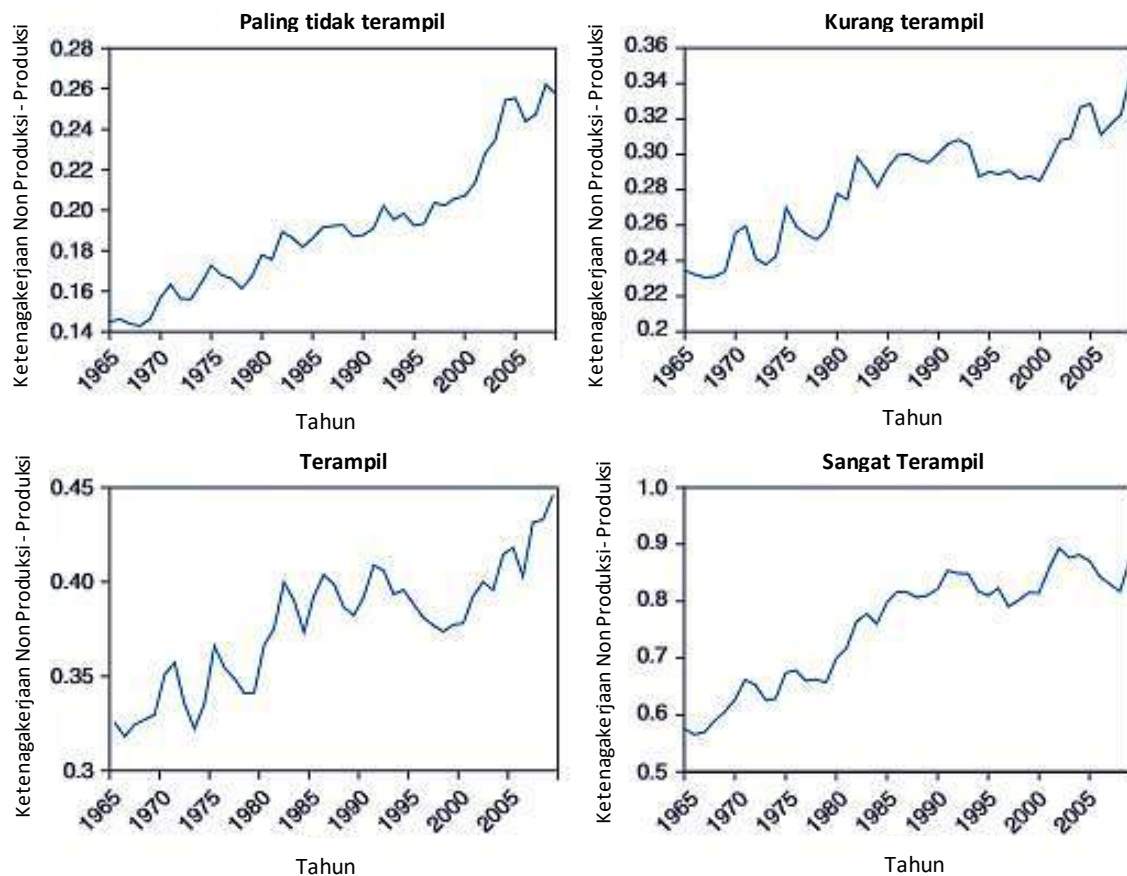 Paling tidak terampil
Ketenagakerjaan Non Produksi - Produksi
0.28
0.26
0.24
0.22
0.20
0.18
0.16
0.14
1965 1970 1975 1980 1985 1990 1995 2000 2005
Tahun
Kurang terampil
Ketenagakerjaan Non Produksi - Produksi
0.36
0.34
0.32
0.30
0.28
0.26
0.24
0.22
0.2
1965 1970 1975 1980 1985 1990 1995 2000 2005
Tahun
Terampil
Ketenagakerjaan Non Produksi - Produksi
0.45
0.40
0.35
0.3
1965 1970 1975 1980 1985 1990 1995 2000 2005
Tahun
Sangat Terampil
Ketenagakerjaan Non Produksi - Produksi
1.0
0.9
0.8
0.7
0.6
0.5
1965 1970 1975 1980 1985 1990 1995 2000 2005
Tahun